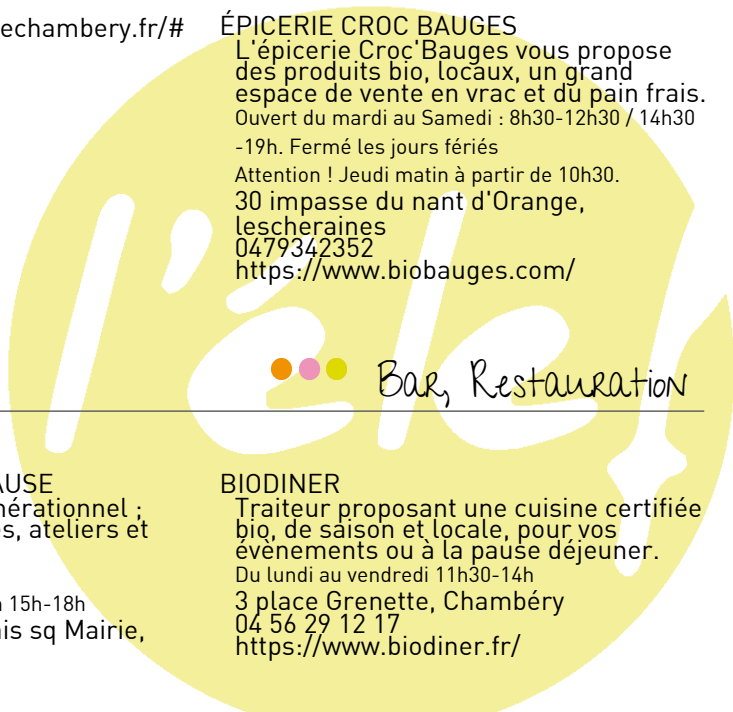 echambery.fr/#
ÉPICERIE CROC BAUGES
L'épicerie Croc'Bauges vous propose
des produits bio, locaux, un grand
espace de vente en vrac et du pain frais.
Ouvert du mardi au Samedi : 8h30-12h30 / 14h30
-19h. Fermé les jours fériés
Attention ! Jeudi matin à partir de 10h30.
30 impasse du nant d'Orange,
lescheraines
0479342352
https://www.biobauges.com/
l'éle!
Bar, Restauration
AUSE
nérationnel ;
s, ateliers et
15h-18h
is sq Mairie,
BIODINER
Traiteur proposant une cuisine certifiée
bio, de saison et locale, pour vos
évènements ou à la pause déjeuner.
Du lundi au vendredi 11h30-14h
3 place Grenette, Chambéry
04 56 29 12 17
https://www.biodiner.fr/